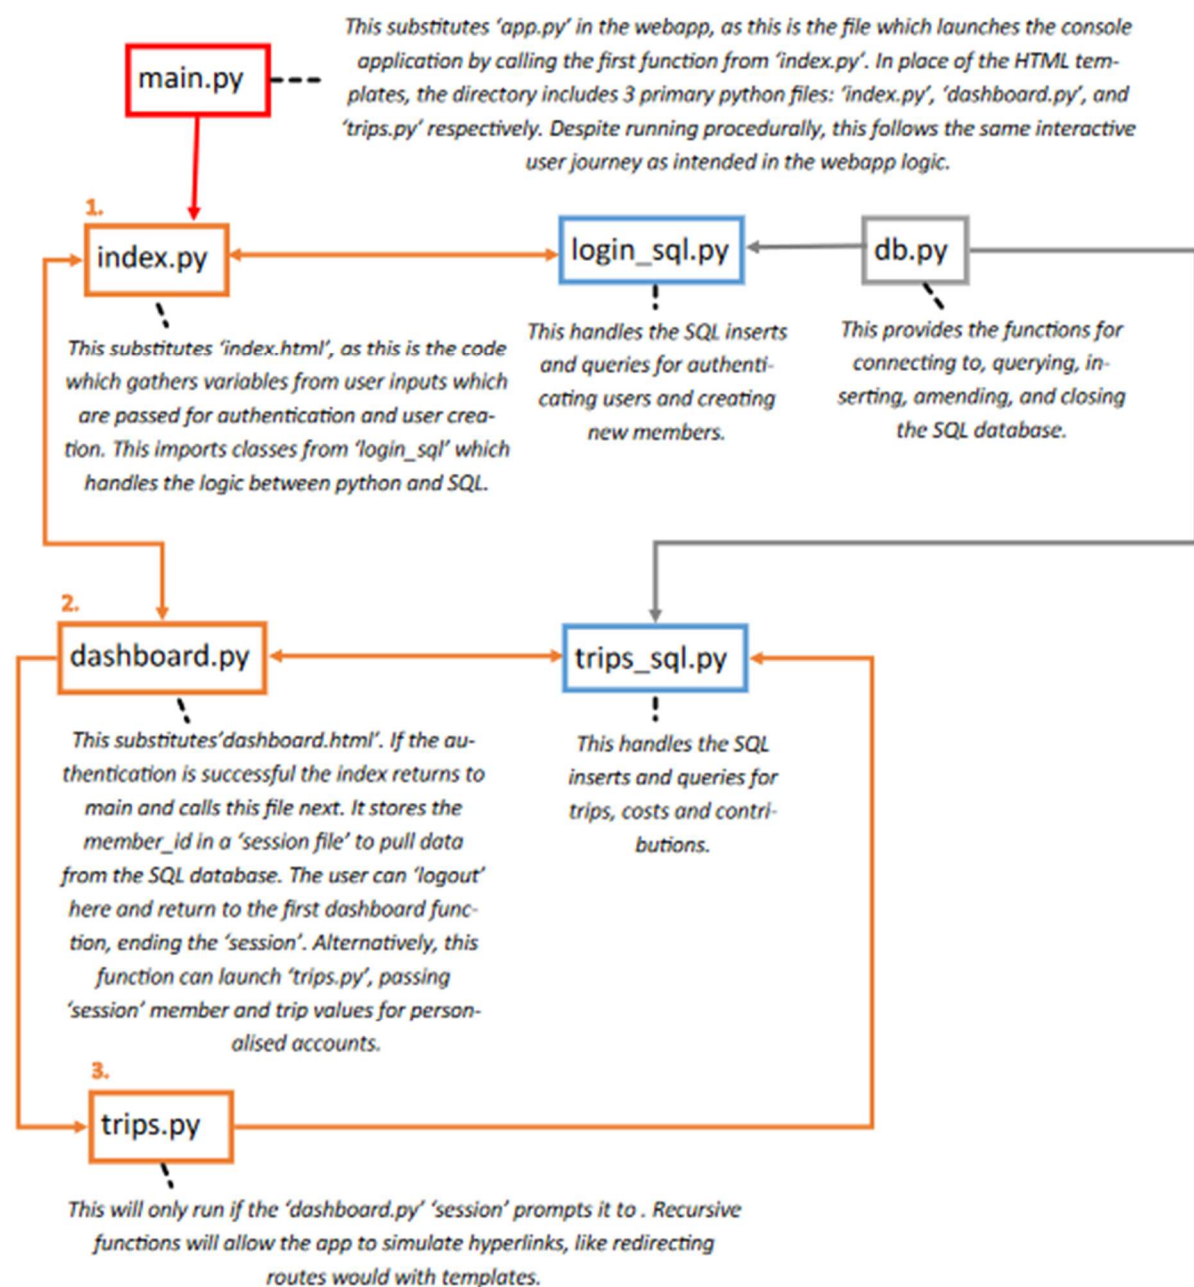 This substitutes ‘app.py’ in the webapp, as this is the file which launches the console
application by calling the first function from ‘index.py’. In place of the HTML tem-
plates, the directory includes 3 primary python files: ‘index.py’, ‘dashboard.py’, and
‘trips.py’ respectively. Despite running procedurally, this follows the same interactive
user journey as intended in the webapp logic.
main.py
1.
index.py
login_sql.py
db.py
This substitutes ‘index.html’, as this is the code
which gathers variables from user inputs which
are passed for authentication and user crea-
tion. This imports classes from ‘login_sql’ which
handles the logic between python and SQL.
This handles the SQL inserts
and queries for authenti-
cating users and creating
new members.
This provides the functions for
connecting to, querying, in-
serting, amending, and closing
the SQL database.
2.
dashboard.py
trips_sql.py
This substitutes’dashboard.html’. If the au-
thentication is successful the index returns to
main and calls this file next. It stores the
member_id in a ‘session file’ to pull data
from the SQL database. The user can ‘logout’
here and return to the first dashboard func-
tion, ending the ‘session’. Alternatively, this
function can launch ‘trips.py’, passing
‘session’ member and trip values for person-
alised accounts.
This handles the SQL
inserts and queries for
trips, costs and contri-
butions.
3.
trips.py
This will only run if the ‘dashboard.py’ ‘session’ prompts it to . Recursive
functions will allow the app to simulate hyperlinks, like redirecting
routes would with templates.